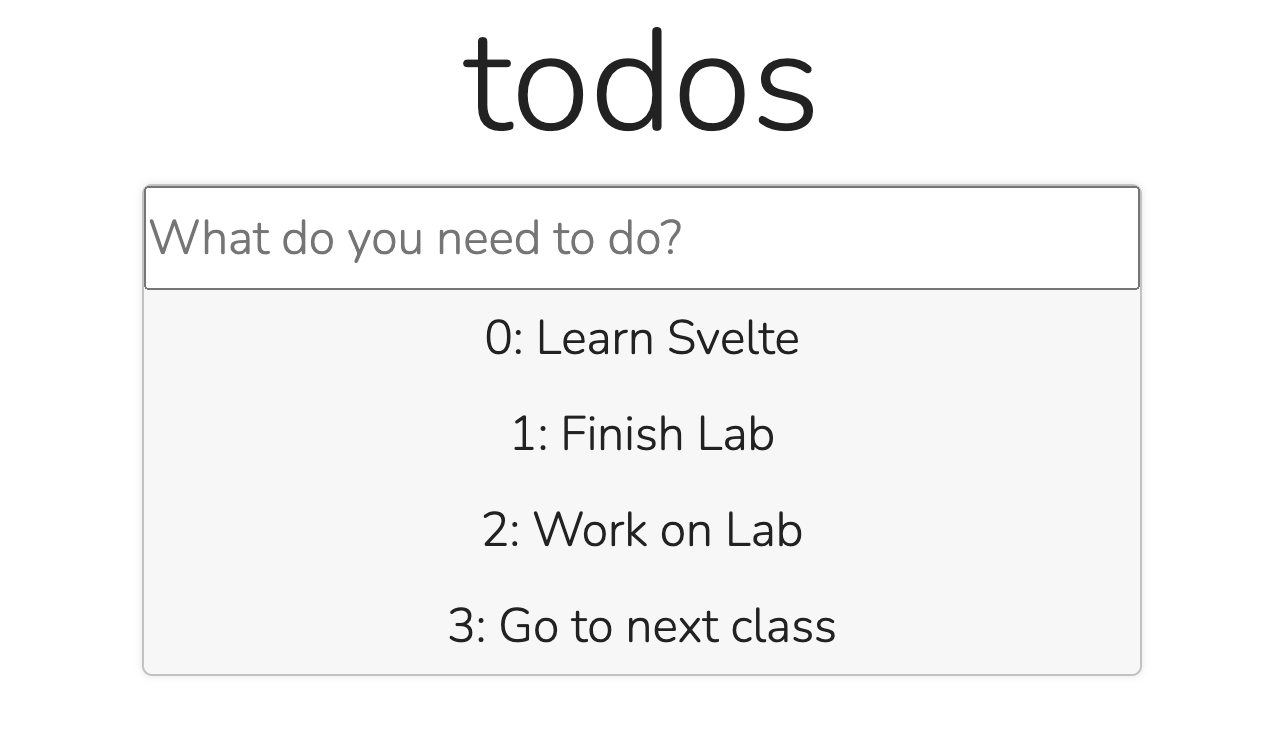 todos
What do you need to do?
0: Learn Svelte
1: Finish Lab
2: Work on Lab
3: Go to next class